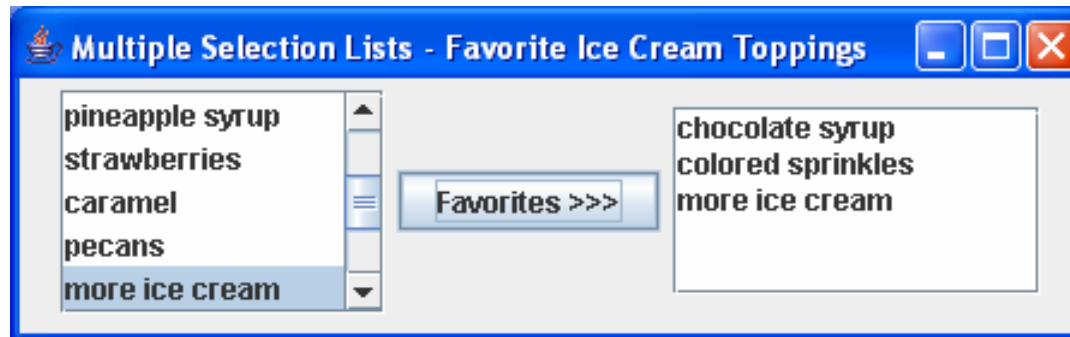 Multiple Selection Lists - Favorite Ice Cream Toppings
pineapple syrup
strawberries
caramel
pecans
more ice cream
Favorites >>>
chocolate syrup
colored sprinkles
more ice cream